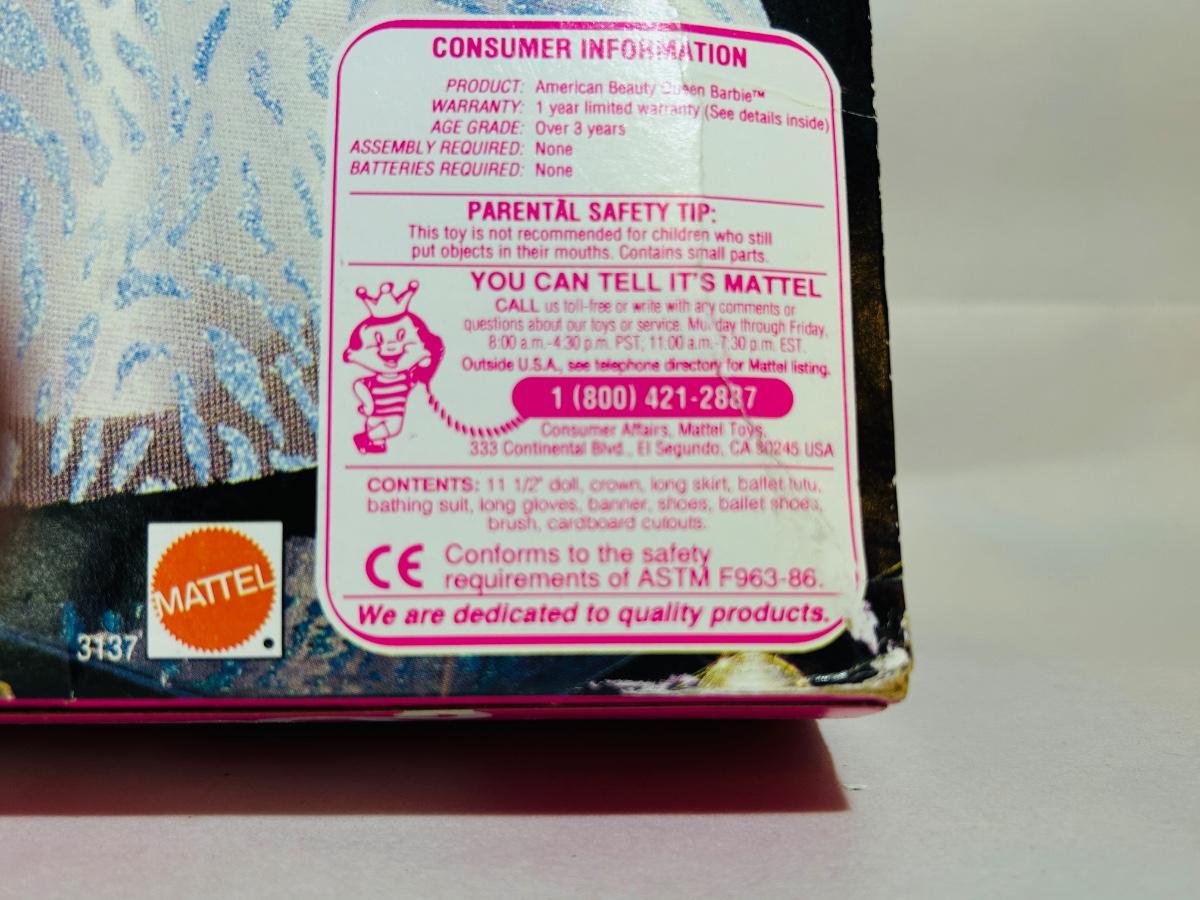 CONSUMER INFORMATION
PRODUCT: American Beauty Queen Barbie™
WARRANTY: 1 year limited warranty (See details inside)
AGE GRADE: Over 3 years
ASSEMBLY REQUIRED: None
BATTERIES REQUIRED: None
PARENTAL SAFETY TIP:
This toy is not recommended for children who still
put objects in their mouths. Contains small parts.
YOU CAN TELL IT'S MATTEL
CALL us toll-free or write with any comments or
questions about our toys or service. Monday through Friday,
8:00 a.m.-4:30 p.m. PST, 11:00 a.m.-7:30 p.m. EST.
Outside U.S.A., see telephone directory for Mattel listing.
1 (800) 421-2887
Consumer Affairs, Mattel Toys,
333 Continental Blvd., El Segundo, CA 90245 USA
CONTENTS: 11 1/2" doll, crown, long skirt, ballet tutu,
bathing suit, long gloves, banner, shoes, ballet shoes,
brush, cardboard cutouts.
CE Conforms to the safety
requirements of ASTM F963-86.
We are dedicated to quality products.
MATTEL
3137